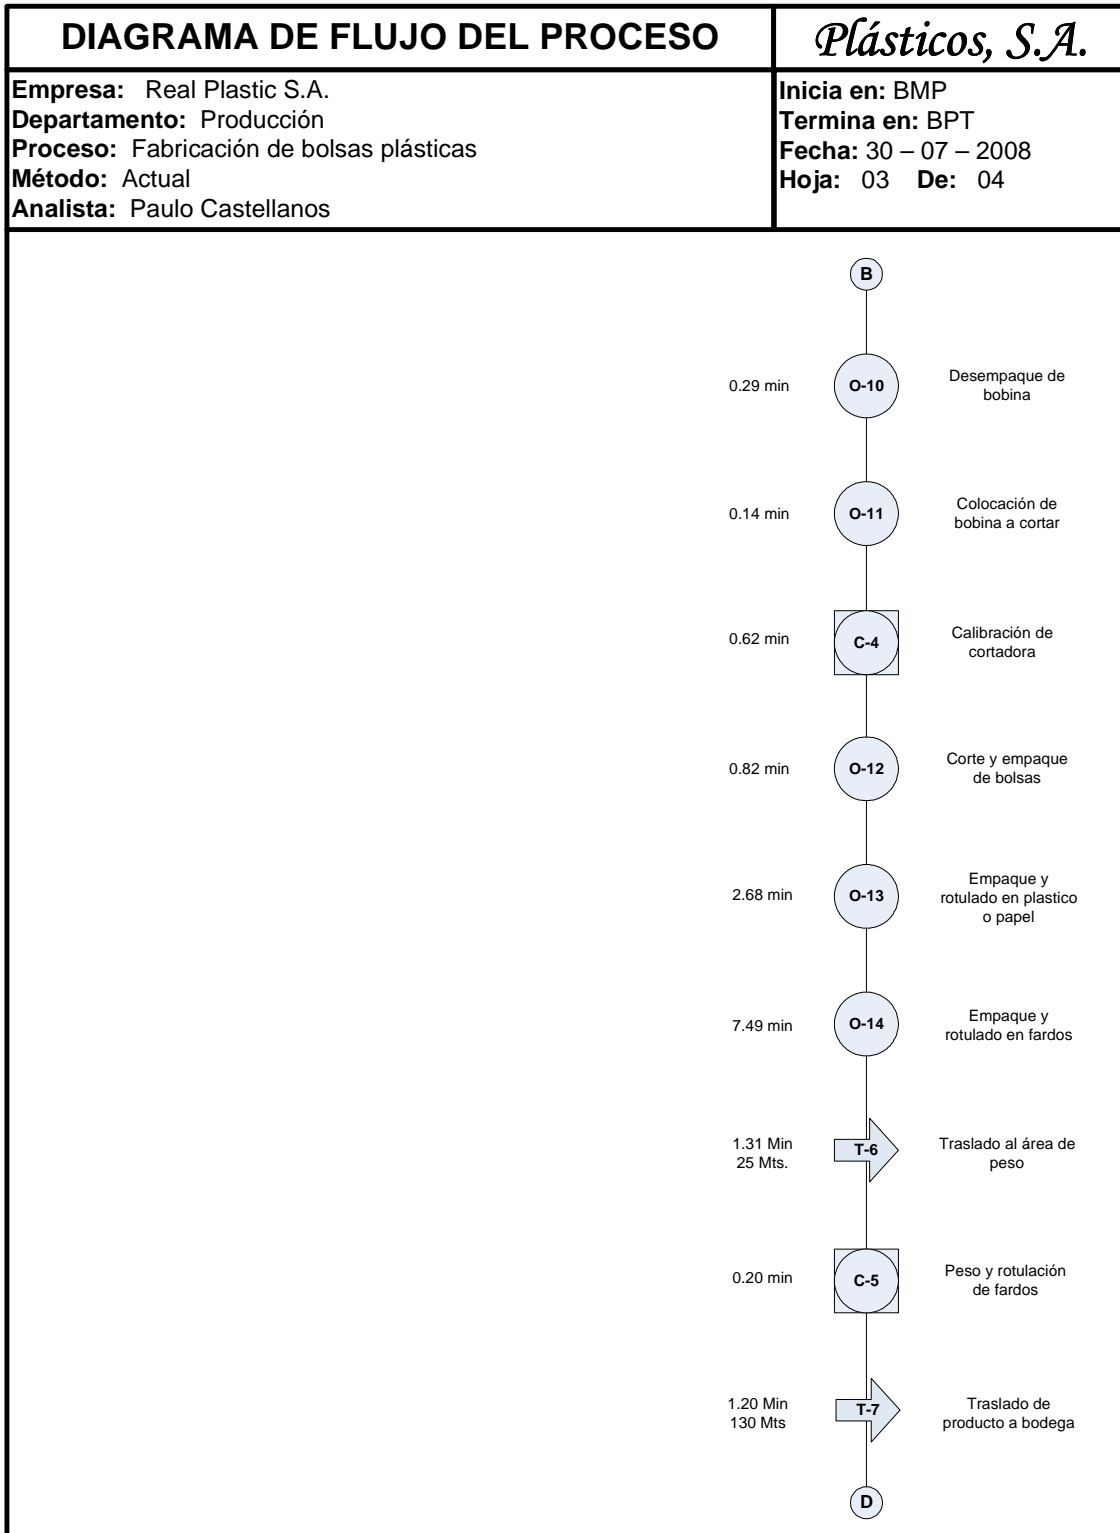 DIAGRAMA DE FLUJO DEL PROCESO
Plásticos, S.A.
Empresa: Real Plastic S.A.
Departamento: Producción
Proceso: Fabricación de bolsas plásticas
Método: Actual
Analista: Paulo Castellanos
Inicia en: BMP
Termina en: BPT
Fecha: 30 – 07 – 2008
Hoja: 03 De: 04
B
0.29 min
O-10
Desempaque de
bobina
0.14 min
O-11
Colocación de
bobina a cortar
0.62 min
C-4
Calibración de
cortadora
0.82 min
O-12
Corte y empaque
de bolsas
2.68 min
O-13
Empaque y
rotulado en plastico
o papel
7.49 min
O-14
Empaque y
rotulado en fardos
1.31 Min
25 Mts.
T-6
Traslado al área de
peso
0.20 min
C-5
Peso y rotulación
de fardos
1.20 Min
130 Mts
T-7
Traslado de
producto a bodega
D